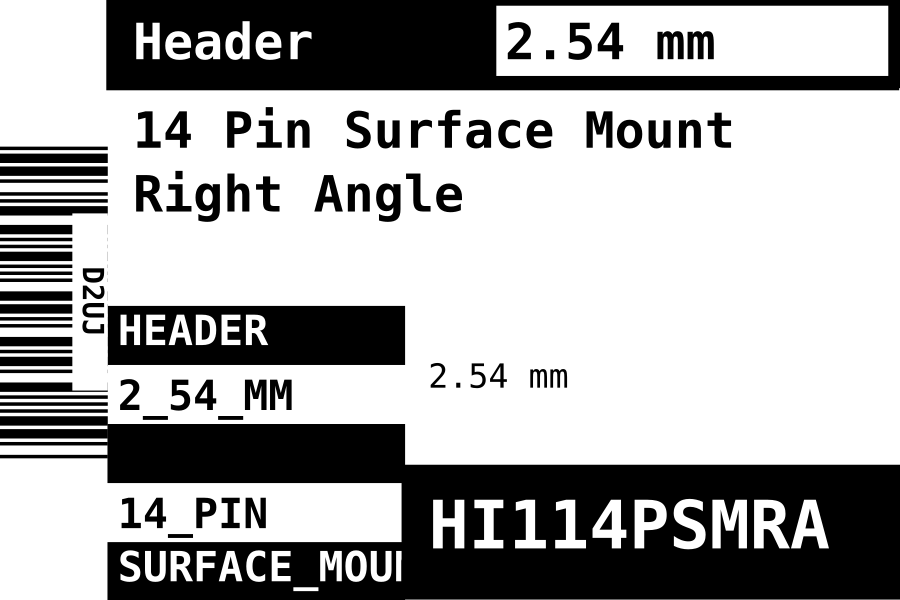 Header
2.54 mm
14 Pin Surface Mount
Right Angle
D2UJ
HEADER
2_54_MM
2.54 mm
14_PIN
SURFACE_MOU
HI114PSMRA